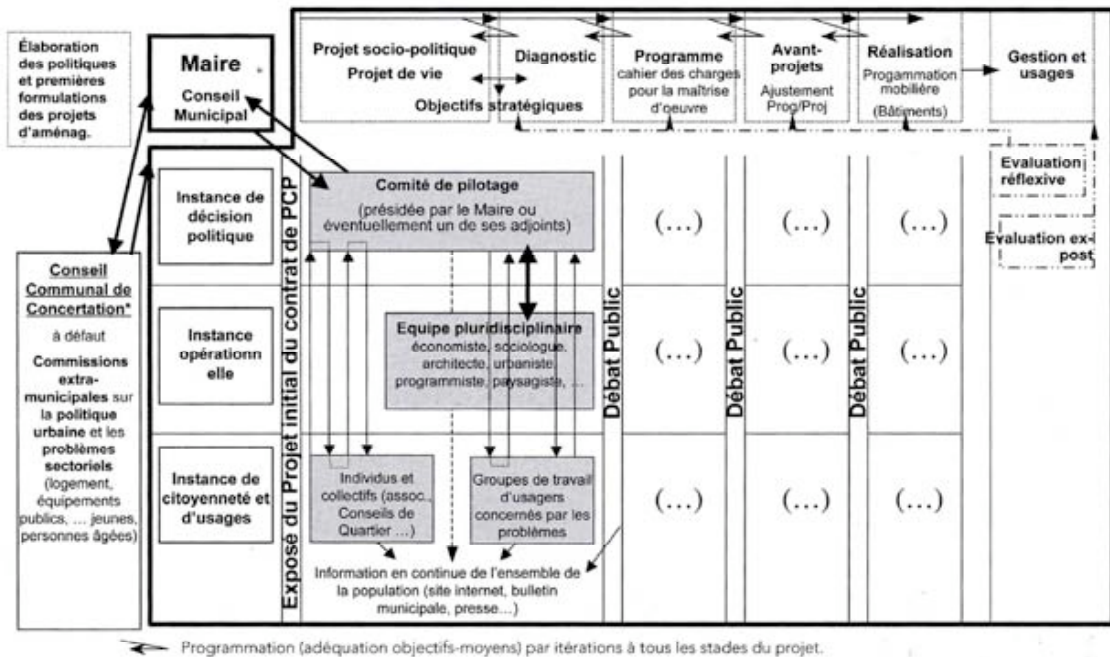 Élaboration
des politiques
et premières
formulations
des projets
d'aménag.
Maire
Conseil
Municipal
Projet socio-politique
Projet de vie
Diagnostic
Objectifs stratégiques
Programme
cahier des charges
pour la maîtrise
d'oeuvre
Avant-
projets
Ajustement
Prog/Proj
Réalisation
Progammation
mobilière
(Bâtiments)
Gestion et
usages
Evaluation
réflexive
Evaluation ex-
post
Conseil
Communal de
Concertation*
à défaut
Commissions
extra-
municipales sur
la politique
urbaine et les
problèmes
sectoriels
(logement,
équipements
publics, ... jeunes,
personnes âgées)
Instance de
décision
politique
Instance
opérationn
elle
Instance de
citoyenneté et
d'usages
Exposé du Projet initial du contrat de PCP
Comité de pilotage
(présidée par le Maire ou
éventuellement un de ses adjoints)
Equipe pluridisciplinaire
économiste, sociologue,
architecte, urbaniste,
programmiste, paysagiste, ...
Individus et
collectifs (assoc.,
Conseils de
Quartier ...)
Groupes de travail
d'usagers
concernés par les
problèmes
Information en continue de l'ensemble de
la population (site internet, bulletin
municipale, presse...)
Débat Public
Débat Public
Débat Public
(...)
(...)
(...)
(...)
(...)
(...)
(...)
(...)
(...)
Programmation (adéquation objectifs-moyens) par itérations à tous les stades du projet.